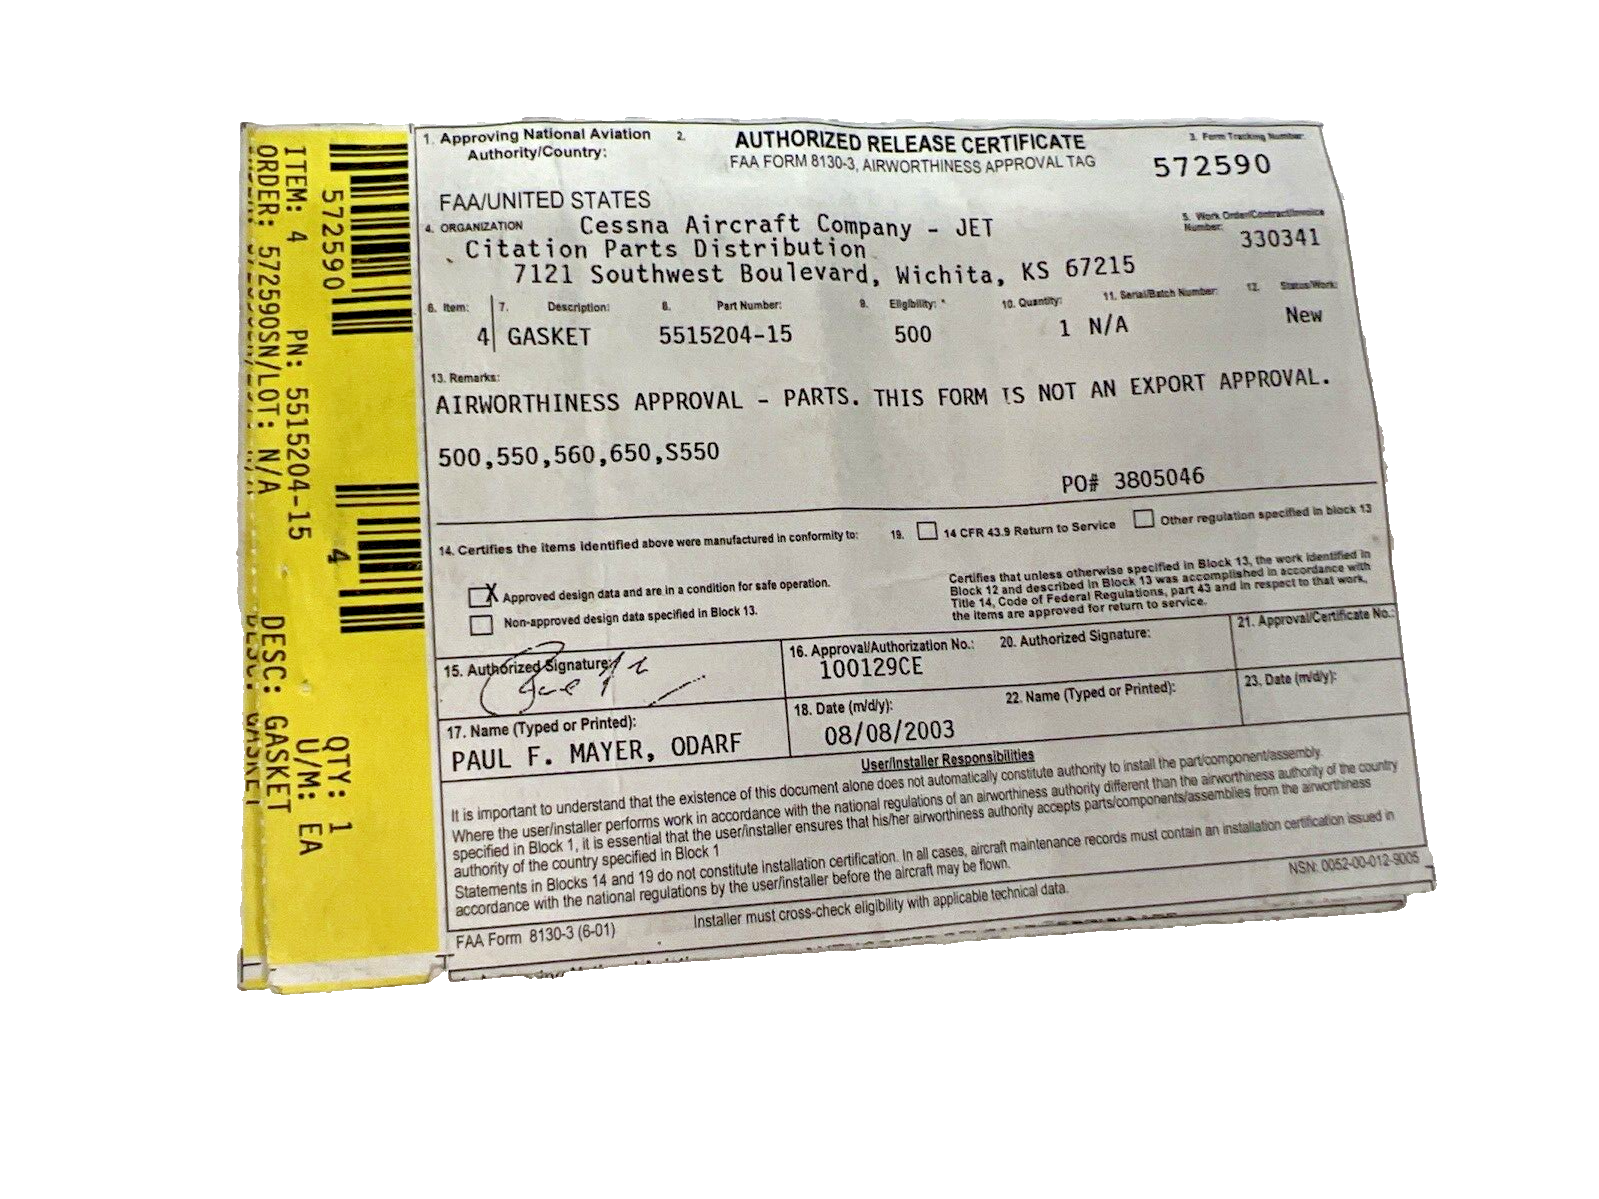 1. Approving National Aviation Authority/Country:
2.
AUTHORIZED RELEASE CERTIFICATE
FAA FORM 8130-3, AIRWORTHINESS APPROVAL TAG
3. Form Tracking Number:
572590
FAA/UNITED STATES
4. ORGANIZATION
Cessna Aircraft Company - JET
Citation Parts Distribution
7121 Southwest Boulevard, Wichita, KS 67215
5. Work Order/Contract/Invoice
Number:
330341
6. Item: 7. Description: 8. Part Number: 9. Eligibility: * 10. Quantity: 11. Serial/Batch Number: 12. Status/Work:
4 GASKET 5515204-15 500 1 N/A New
13. Remarks:
AIRWORTHINESS APPROVAL - PARTS. THIS FORM IS NOT AN EXPORT APPROVAL.
500,550,560,650,S550
PO# 3805046
14. Certifies the items identified above were manufactured in conformity to:
X Approved design data and are in a condition for safe operation.
Non-approved design data specified in Block 13.
19. 14 CFR 43.9 Return to Service Other regulation specified in block 13
Certifies that unless otherwise specified in Block 13, the work identified in
Block 12 and described in Block 13 was accomplished in accordance with
Title 14, Code of Federal Regulations, part 43 and in respect to that work,
the items are approved for return to service.
15. Authorized Signature:
16. Approval/Authorization No.:
100129CE
20. Authorized Signature:
21. Approval/Certificate No.:
17. Name (Typed or Printed):
PAUL F. MAYER, ODARF
18. Date (m/d/y):
08/08/2003
22. Name (Typed or Printed):
23. Date (m/d/y):
User/Installer Responsibilities
It is important to understand that the existence of this document alone does not automatically constitute authority to install the part/component/assembly.
Where the user/installer performs work in accordance with the national regulations of an airworthiness authority different than the airworthiness authority of the country
specified in Block 1, it is essential that the user/installer ensures that his/her airworthiness authority accepts parts/components/assemblies from the airworthiness
authority of the country specified in Block 1
Statements in Blocks 14 and 19 do not constitute installation certification. In all cases, aircraft maintenance records must contain an installation certification issued in
accordance with the national regulations by the user/installer before the aircraft may be flown.
NSN: 0052-00-012-9005
FAA Form 8130-3 (6-01)
Installer must cross-check eligibility with applicable technical data.
572590
4
QTY: 1
ITEM: 4 PN: 5515204-15
U/M: EA
ORDER: 572590SN/LOT: N/A
DESC: GASKET